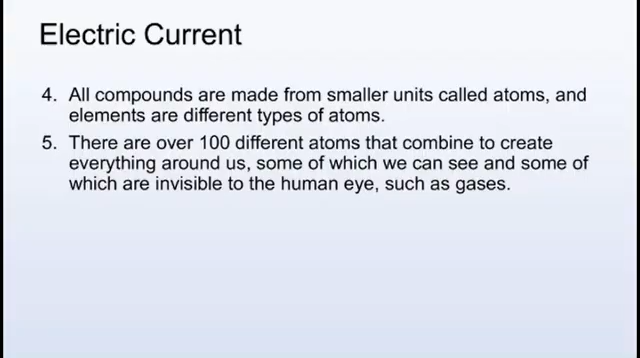 Electric Current
4. All compounds are made from smaller units called atoms, and
elements are different types of atoms.
5. There are over 100 different atoms that combine to create
everything around us, some of which we can see and some of
which are invisible to the human eye, such as gases.